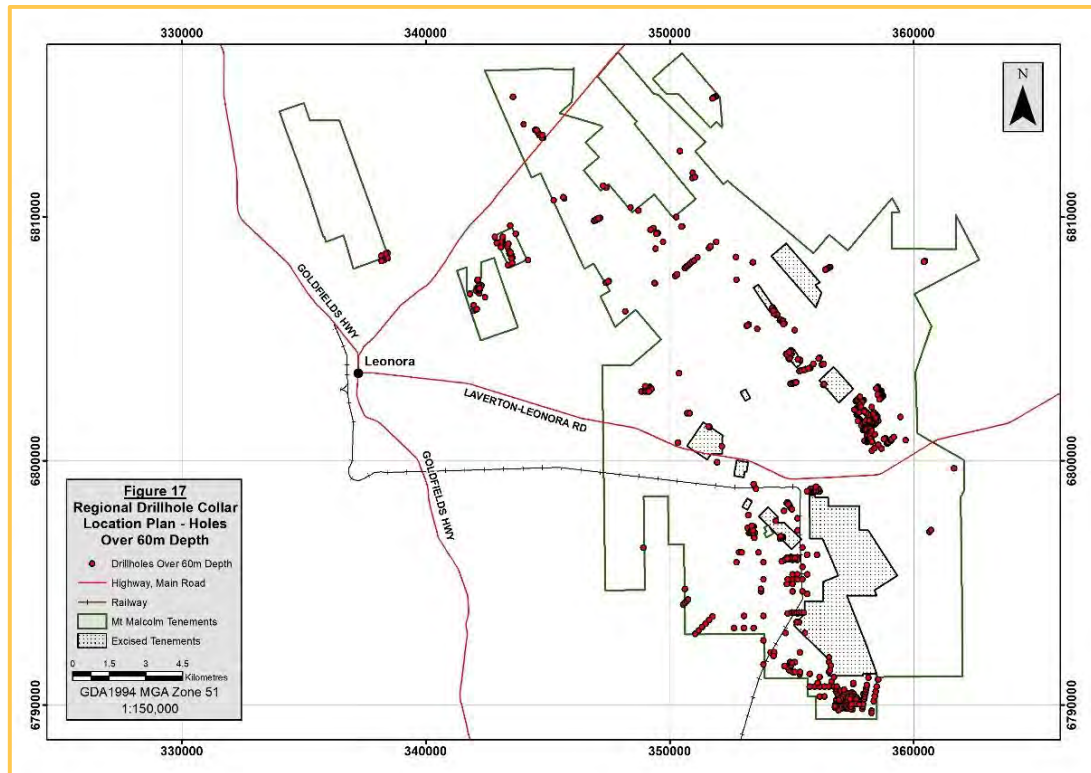 330000 340000 350000 360000
N
6810000 6810000
GOLDFIELDS HWY
Leonora
LAVERTON-LEONORA RD
6800000 6800000
GOLDFIELDS HWY
Figure 17
Regional Drillhole Collar
Location Plan - Holes
Over 60m Depth
Drillholes Over 60m Depth
Highway, Main Road
Railway
Mt Malcolm Tenements
Excised Tenements
0 1.5 3 4.5
Kilometres
GDA1994 MGA Zone 51
1:150,000
6790000 6790000
330000 340000 350000 360000